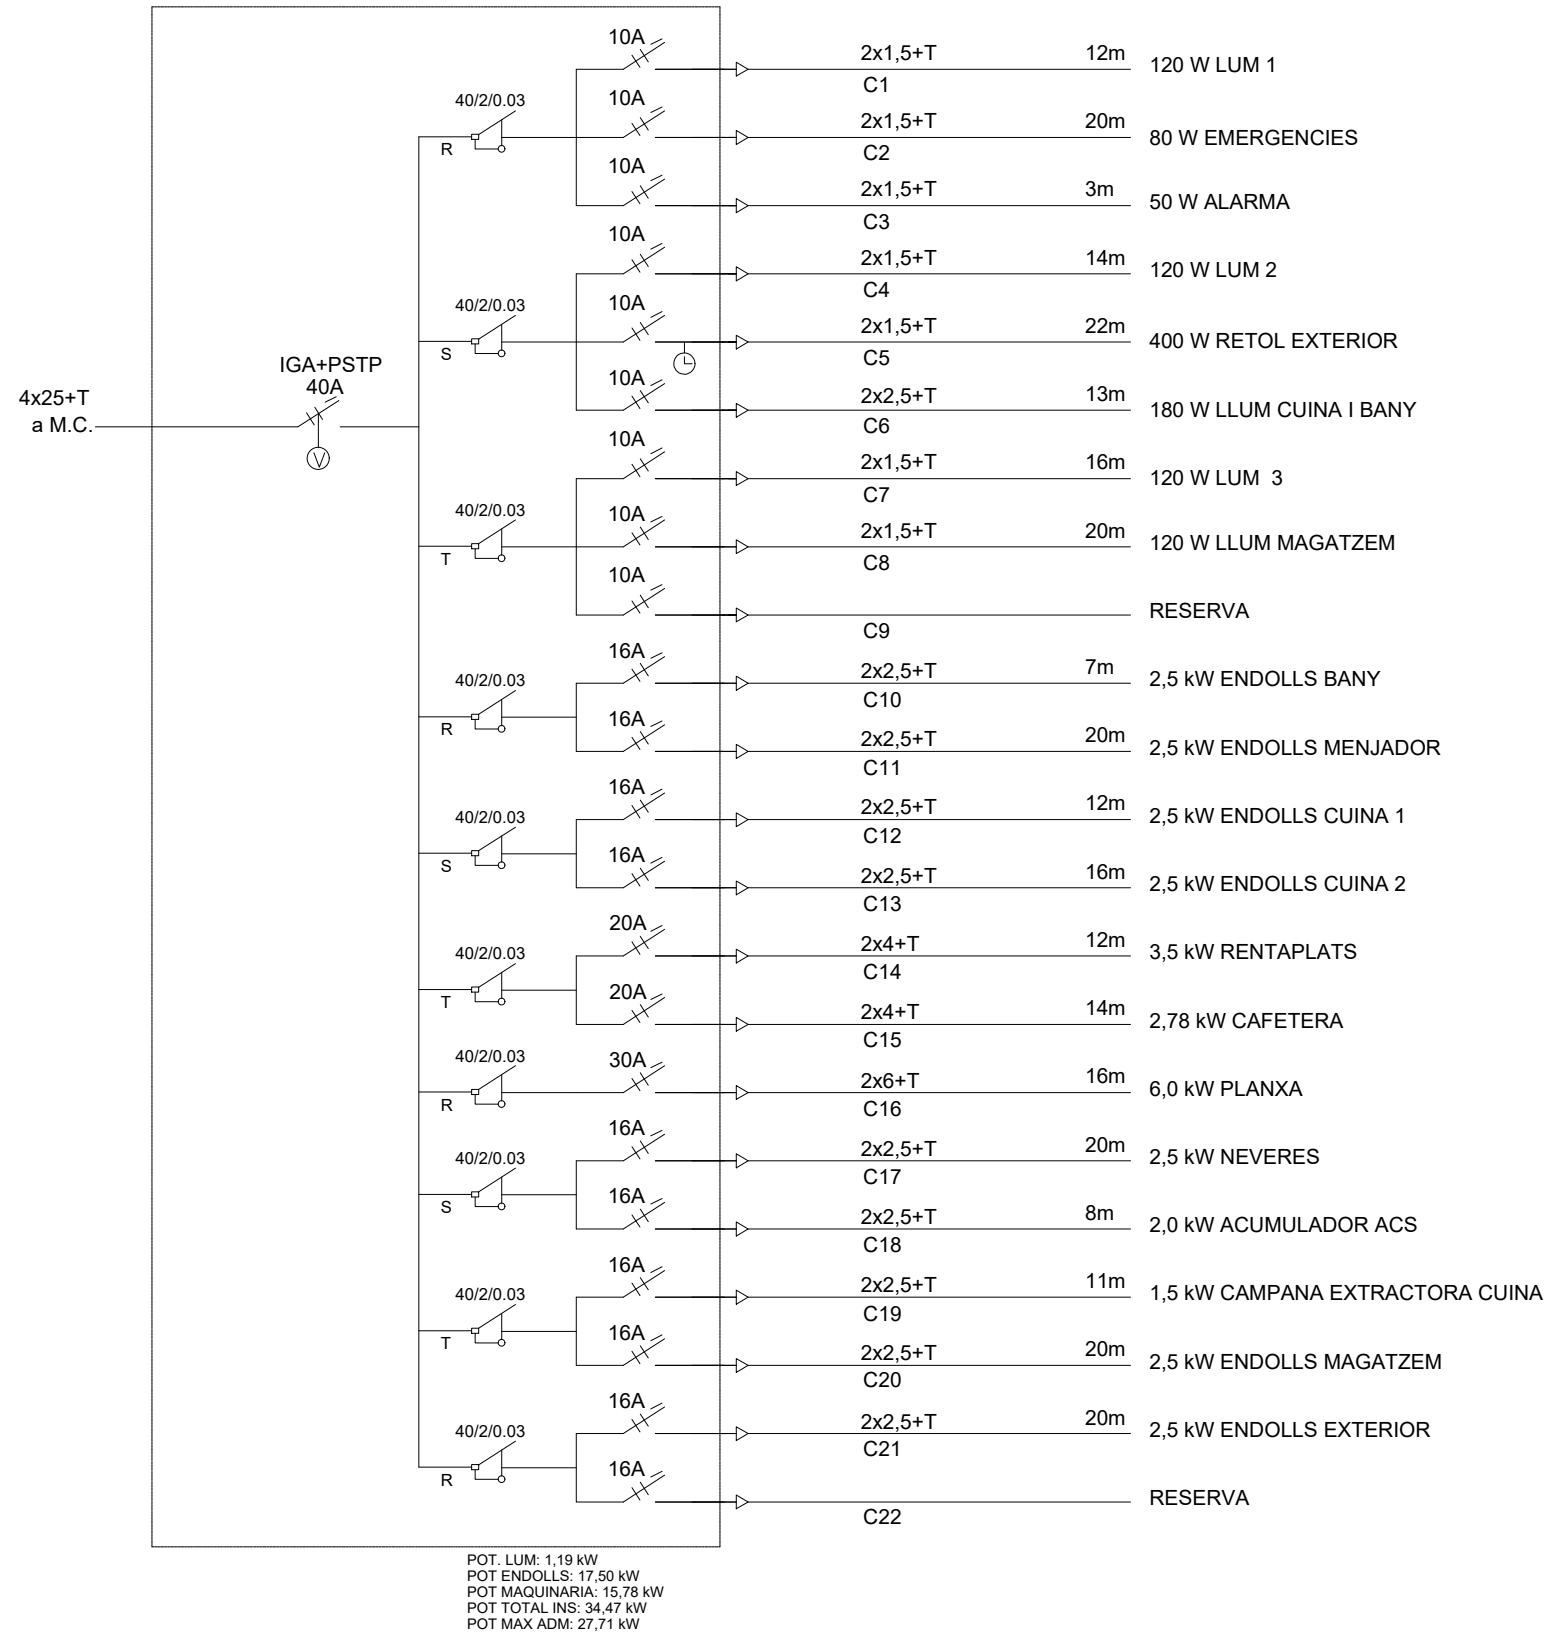 4x25+T
a M.C.
IGA+PSTP
40A
V
40/2/0.03
R
10A
2x1,5+T
12m
120 W LUM 1
C1
10A
2x1,5+T
20m
80 W EMERGENCIES
C2
10A
2x1,5+T
3m
50 W ALARMA
C3
40/2/0.03
S
10A
2x1,5+T
14m
120 W LUM 2
C4
10A
2x1,5+T
22m
400 W RETOL EXTERIOR
C5
10A
2x2,5+T
13m
180 W LLUM CUINA I BANY
C6
40/2/0.03
T
10A
2x1,5+T
16m
120 W LUM  3
C7
10A
2x1,5+T
20m
120 W LLUM MAGATZEM
C8
10A
RESERVA
C9
40/2/0.03
R
16A
2x2,5+T
7m
2,5 kW ENDOLLS BANY
C10
16A
2x2,5+T
20m
2,5 kW ENDOLLS MENJADOR
C11
40/2/0.03
S
16A
2x2,5+T
12m
2,5 kW ENDOLLS CUINA 1
C12
16A
2x2,5+T
16m
2,5 kW ENDOLLS CUINA 2
C13
40/2/0.03
T
20A
2x4+T
12m
3,5 kW RENTAPLATS
C14
20A
2x4+T
14m
2,78 kW CAFETERA
C15
40/2/0.03
R
30A
2x6+T
16m
6,0 kW PLANXA
C16
40/2/0.03
S
16A
2x2,5+T
20m
2,5 kW NEVERES
C17
16A
2x2,5+T
8m
2,0 kW ACUMULADOR ACS
C18
40/2/0.03
T
16A
2x2,5+T
11m
1,5 kW CAMPANA EXTRACTORA CUINA
C19
16A
2x2,5+T
20m
2,5 kW ENDOLLS MAGATZEM
C20
40/2/0.03
R
16A
2x2,5+T
20m
2,5 kW ENDOLLS EXTERIOR
C21
16A
RESERVA
C22
POT. LUM: 1,19 kW
POT ENDOLLS: 17,50 kW
POT MAQUINARIA: 15,78 kW
POT TOTAL INS: 34,47 kW
POT MAX ADM: 27,71 kW